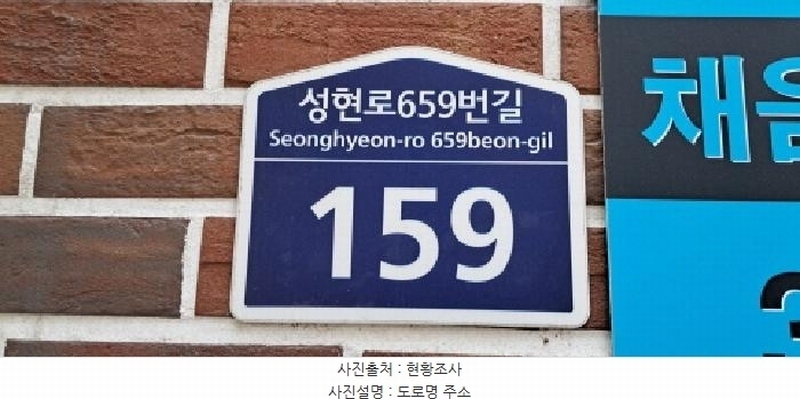 성현로659번길
Seonghyeon-ro 659beon-gil
159
채움
사진출처 : 현황조사
사진설명 : 도로명 주소